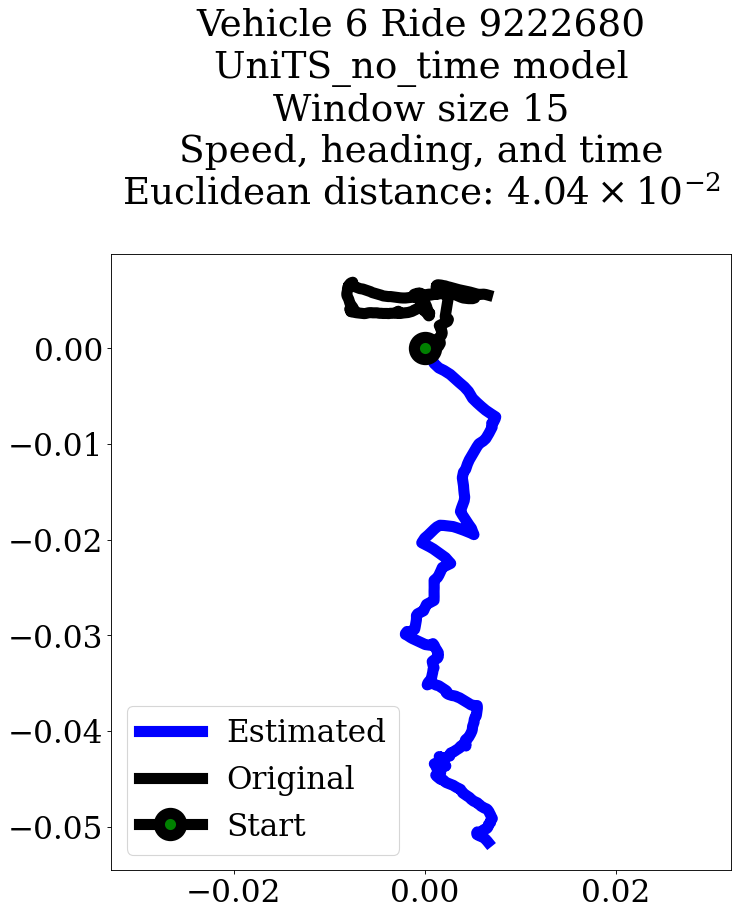 Vehicle 6 Ride 9222680
UniTS_no_time model
Window size 15
Speed, heading, and time
Euclidean distance: 4.04 × 10⁻²
0.00
−0.01
−0.02
−0.03
−0.04
−0.05
Estimated
Original
Start
−0.02 0.00 0.02